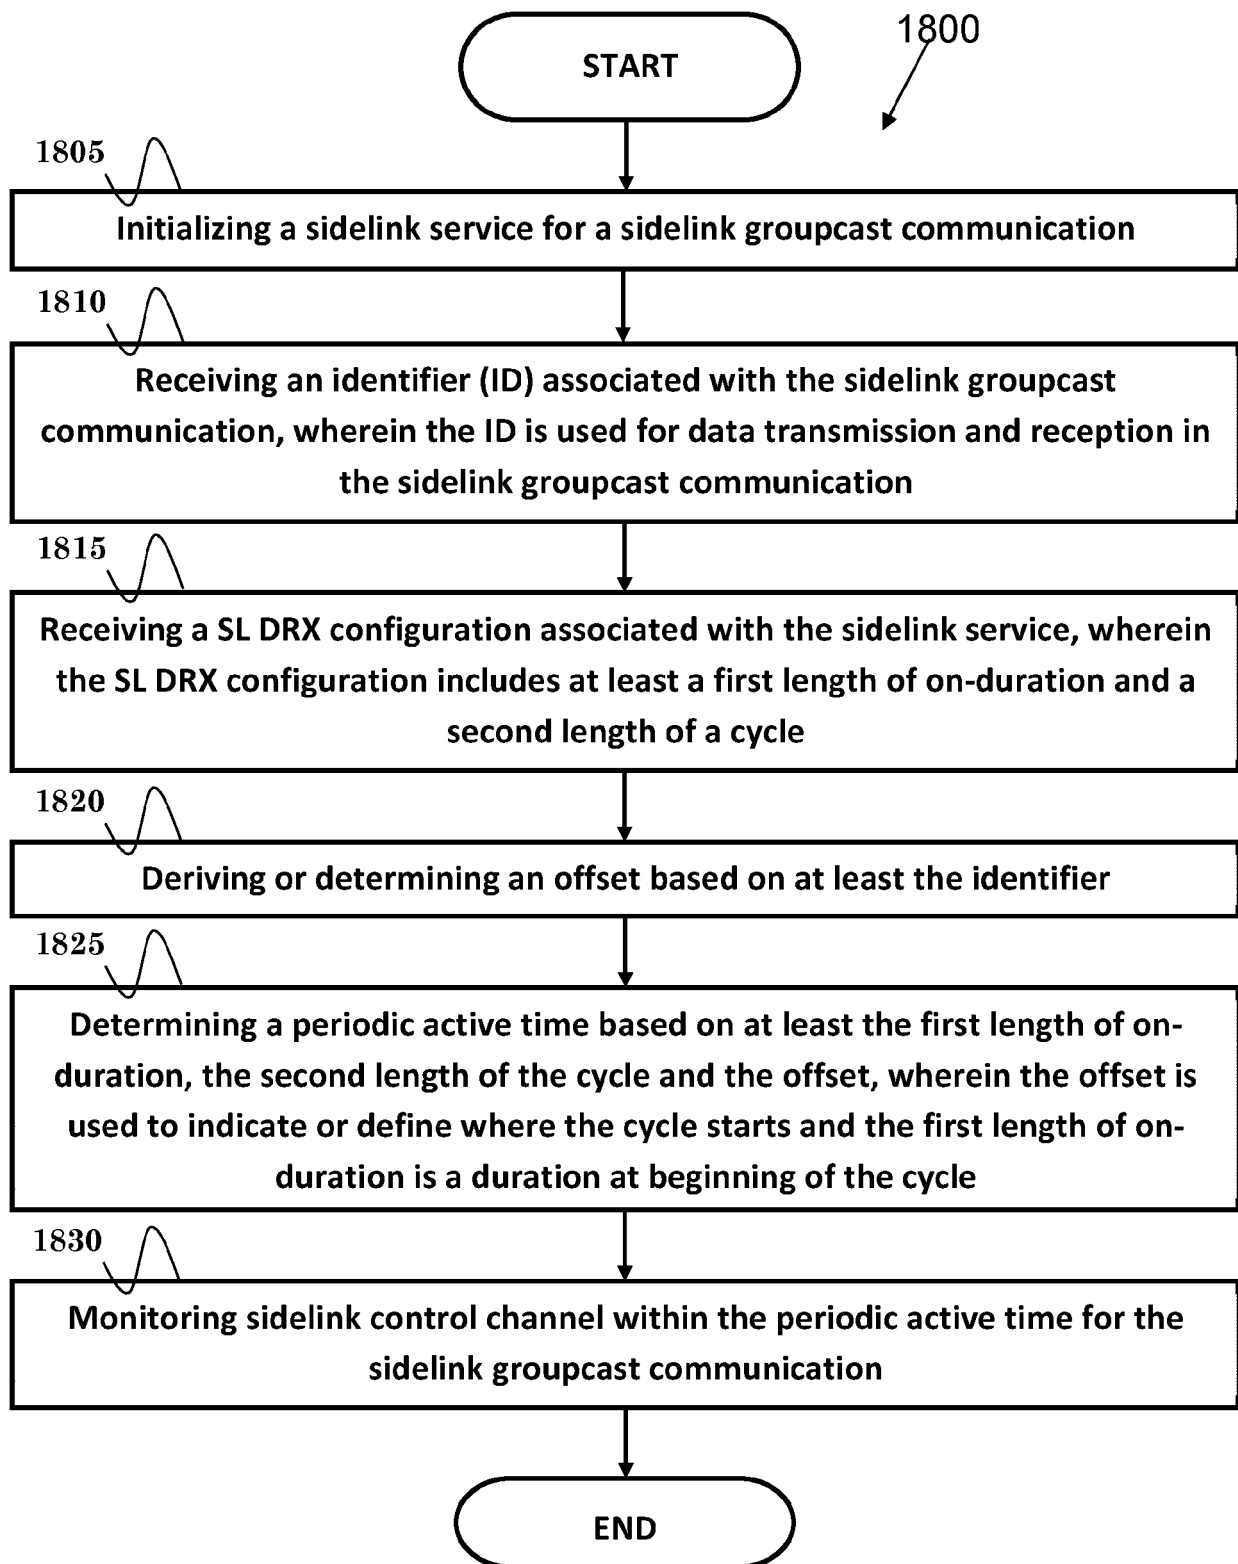 START
1800
1805
Initializing a sidelink service for a sidelink groupcast communication
1810
Receiving an identifier (ID) associated with the sidelink groupcast
communication, wherein the ID is used for data transmission and reception in
the sidelink groupcast communication
1815
Receiving a SL DRX configuration associated with the sidelink service, wherein
the SL DRX configuration includes at least a first length of on-duration and a
second length of a cycle
1820
Deriving or determining an offset based on at least the identifier
1825
Determining a periodic active time based on at least the first length of on-
duration, the second length of the cycle and the offset, wherein the offset is
used to indicate or define where the cycle starts and the first length of on-
duration is a duration at beginning of the cycle
1830
Monitoring sidelink control channel within the periodic active time for the
sidelink groupcast communication
END